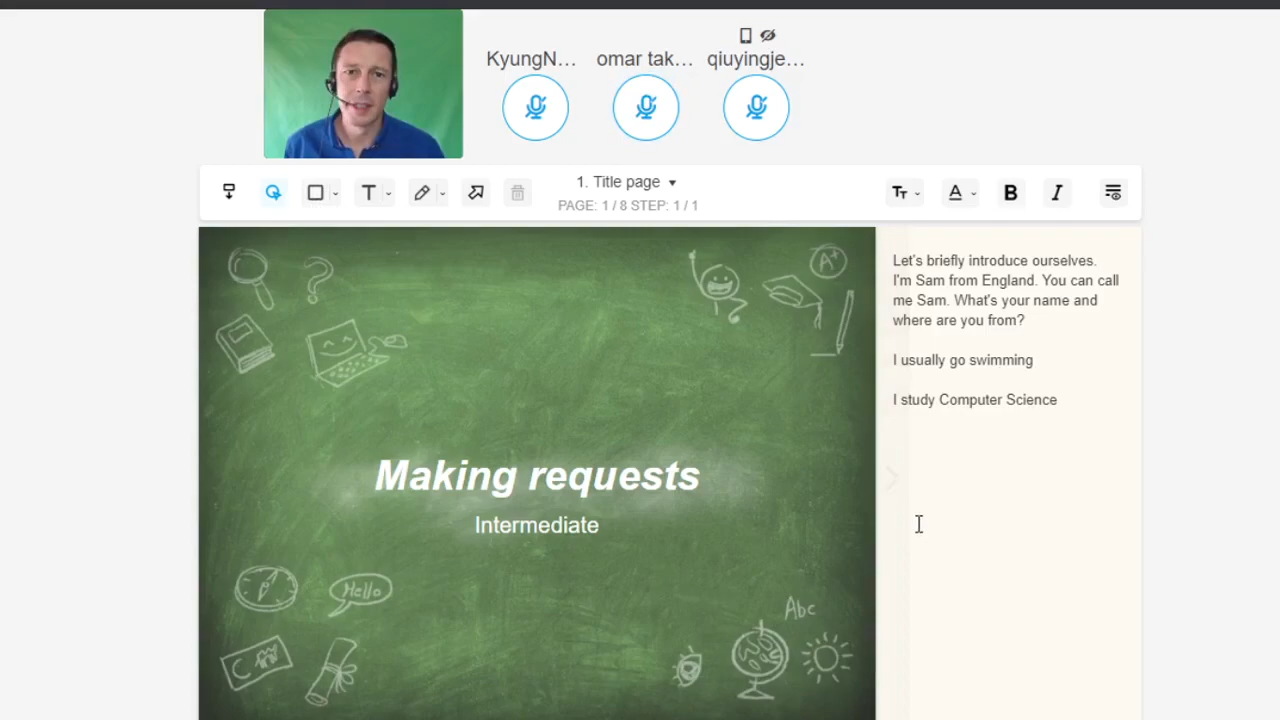 KyungN...
omar tak...
qiuyingje...
1. Title page
PAGE: 1 / 8 STEP: 1 / 1
T
TT
A
B
I
A+
Let's briefly introduce ourselves.
I'm Sam from England. You can call
me Sam. What's your name and
where are you from?
I usually go swimming
I study Computer Science
Making requests
Intermediate
Hello
Abc